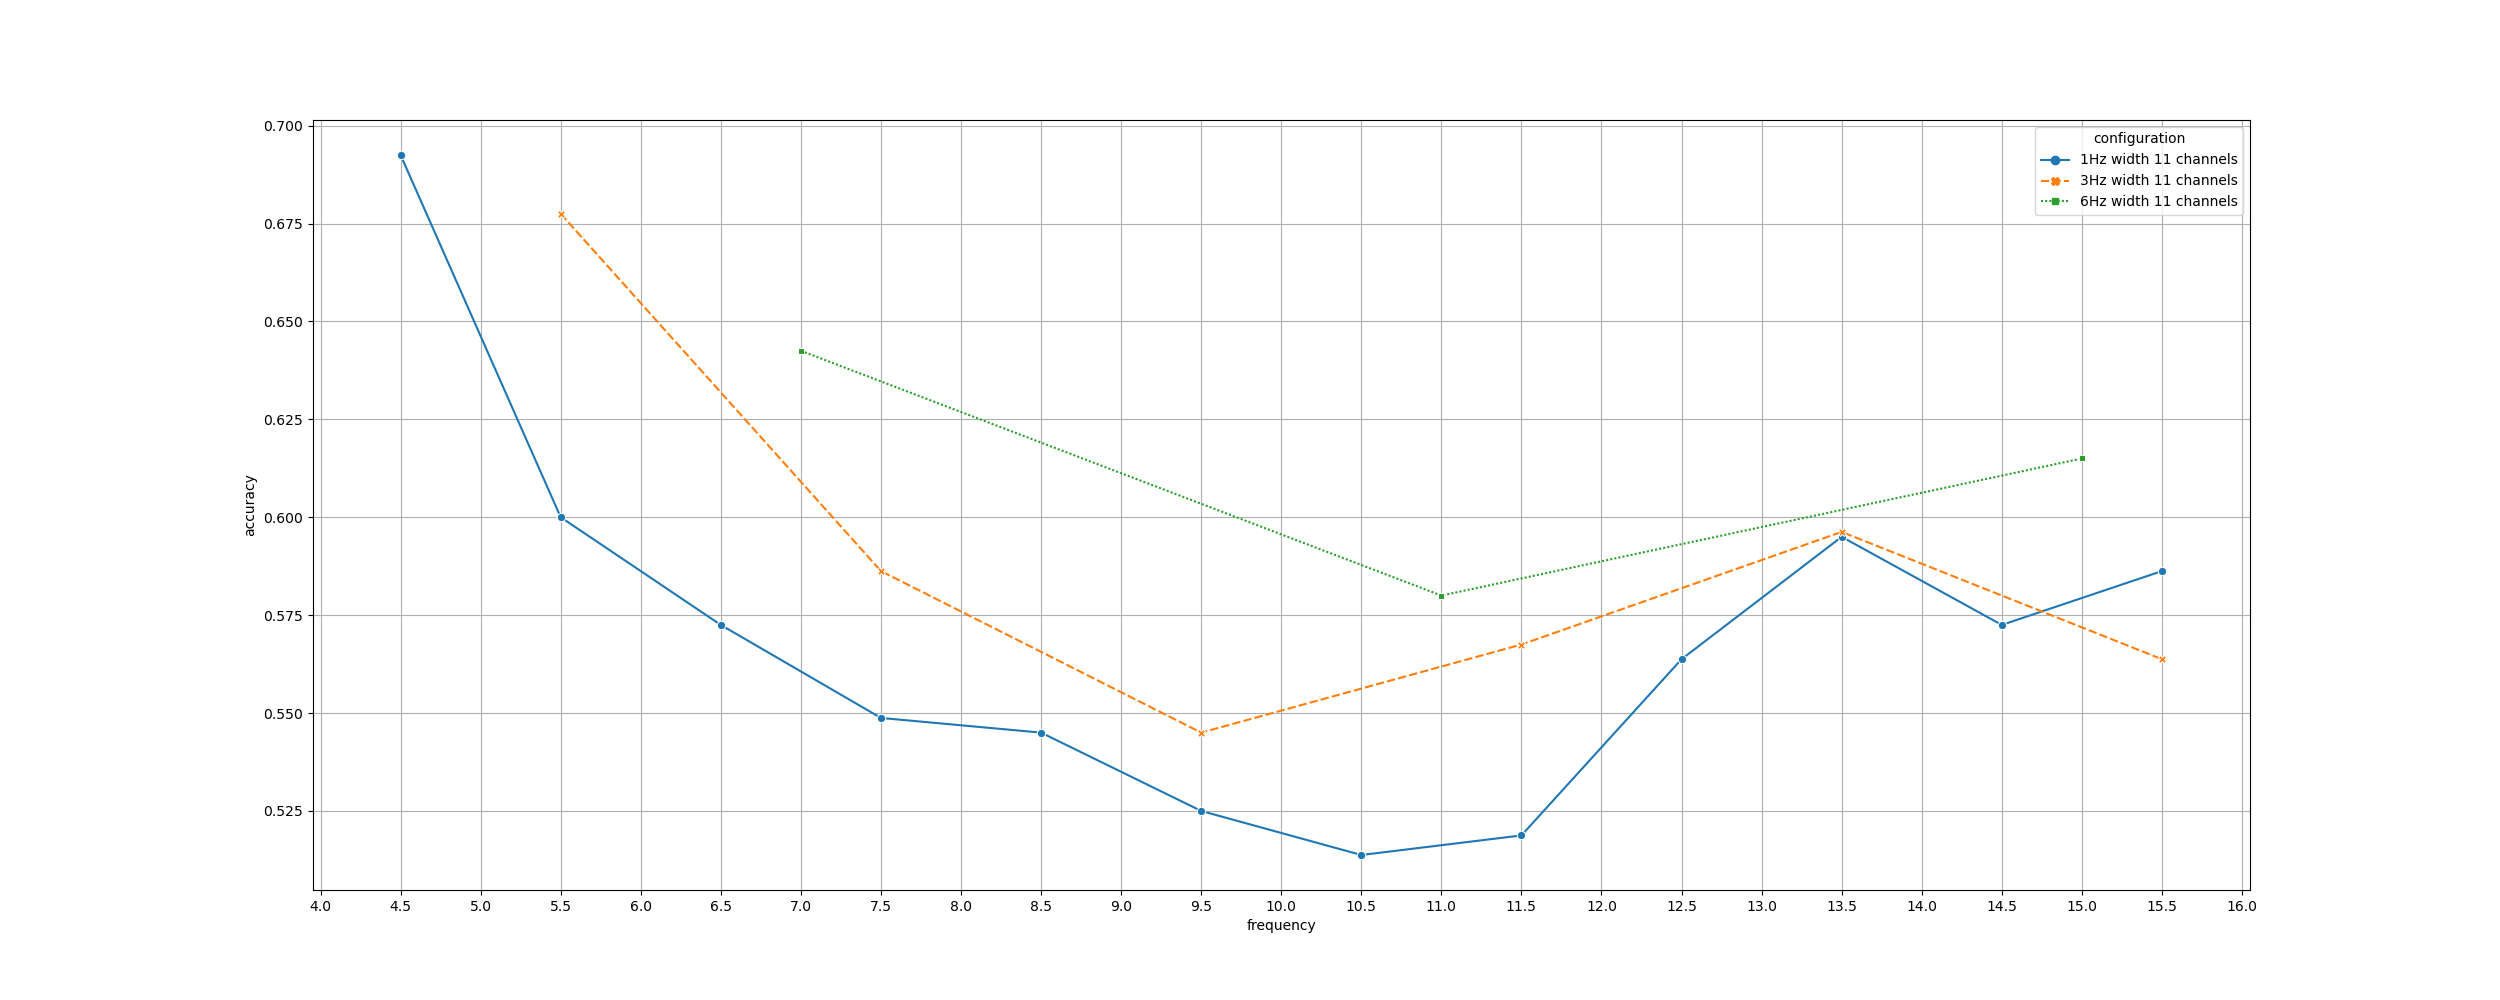 configuration
1Hz width 11 channels
3Hz width 11 channels
6Hz width 11 channels
0.700
0.675
0.650
0.625
0.600
0.575
0.550
0.525
accuracy
4.0 4.5 5.0 5.5 6.0 6.5 7.0 7.5 8.0 8.5 9.0 9.5 10.0 10.5 11.0 11.5 12.0 12.5 13.0 13.5 14.0 14.5 15.0 15.5 16.0
frequency